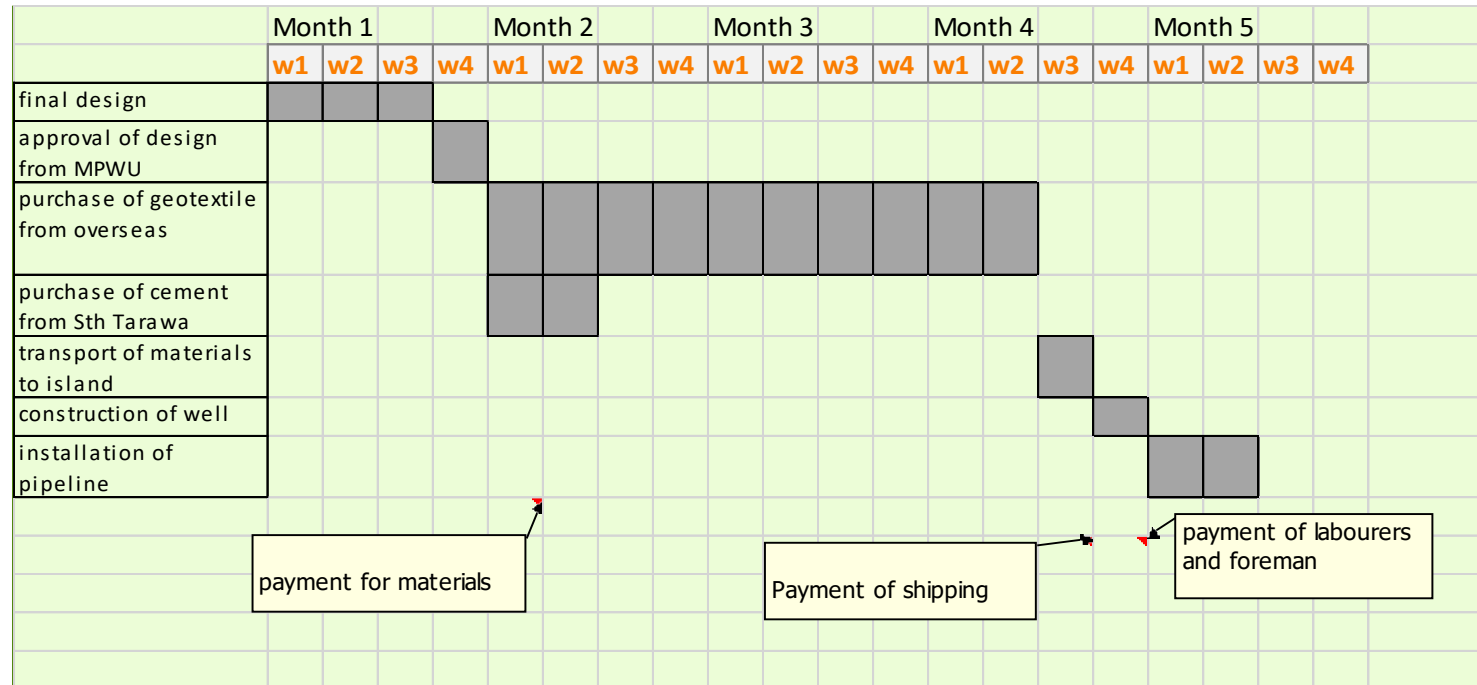 Month 1 Month 2 Month 3 Month 4 Month 5
w1 w2 w3 w4 w1 w2 w3 w4 w1 w2 w3 w4 w1 w2 w3 w4 w1 w2 w3 w4
final design
approval of design
from MPWU
purchase of geotextile
from overseas
purchase of cement
from Sth Tarawa
transport of materials
to island
construction of well
installation of
pipeline
payment for materials
Payment of shipping
payment of labourers
and foreman